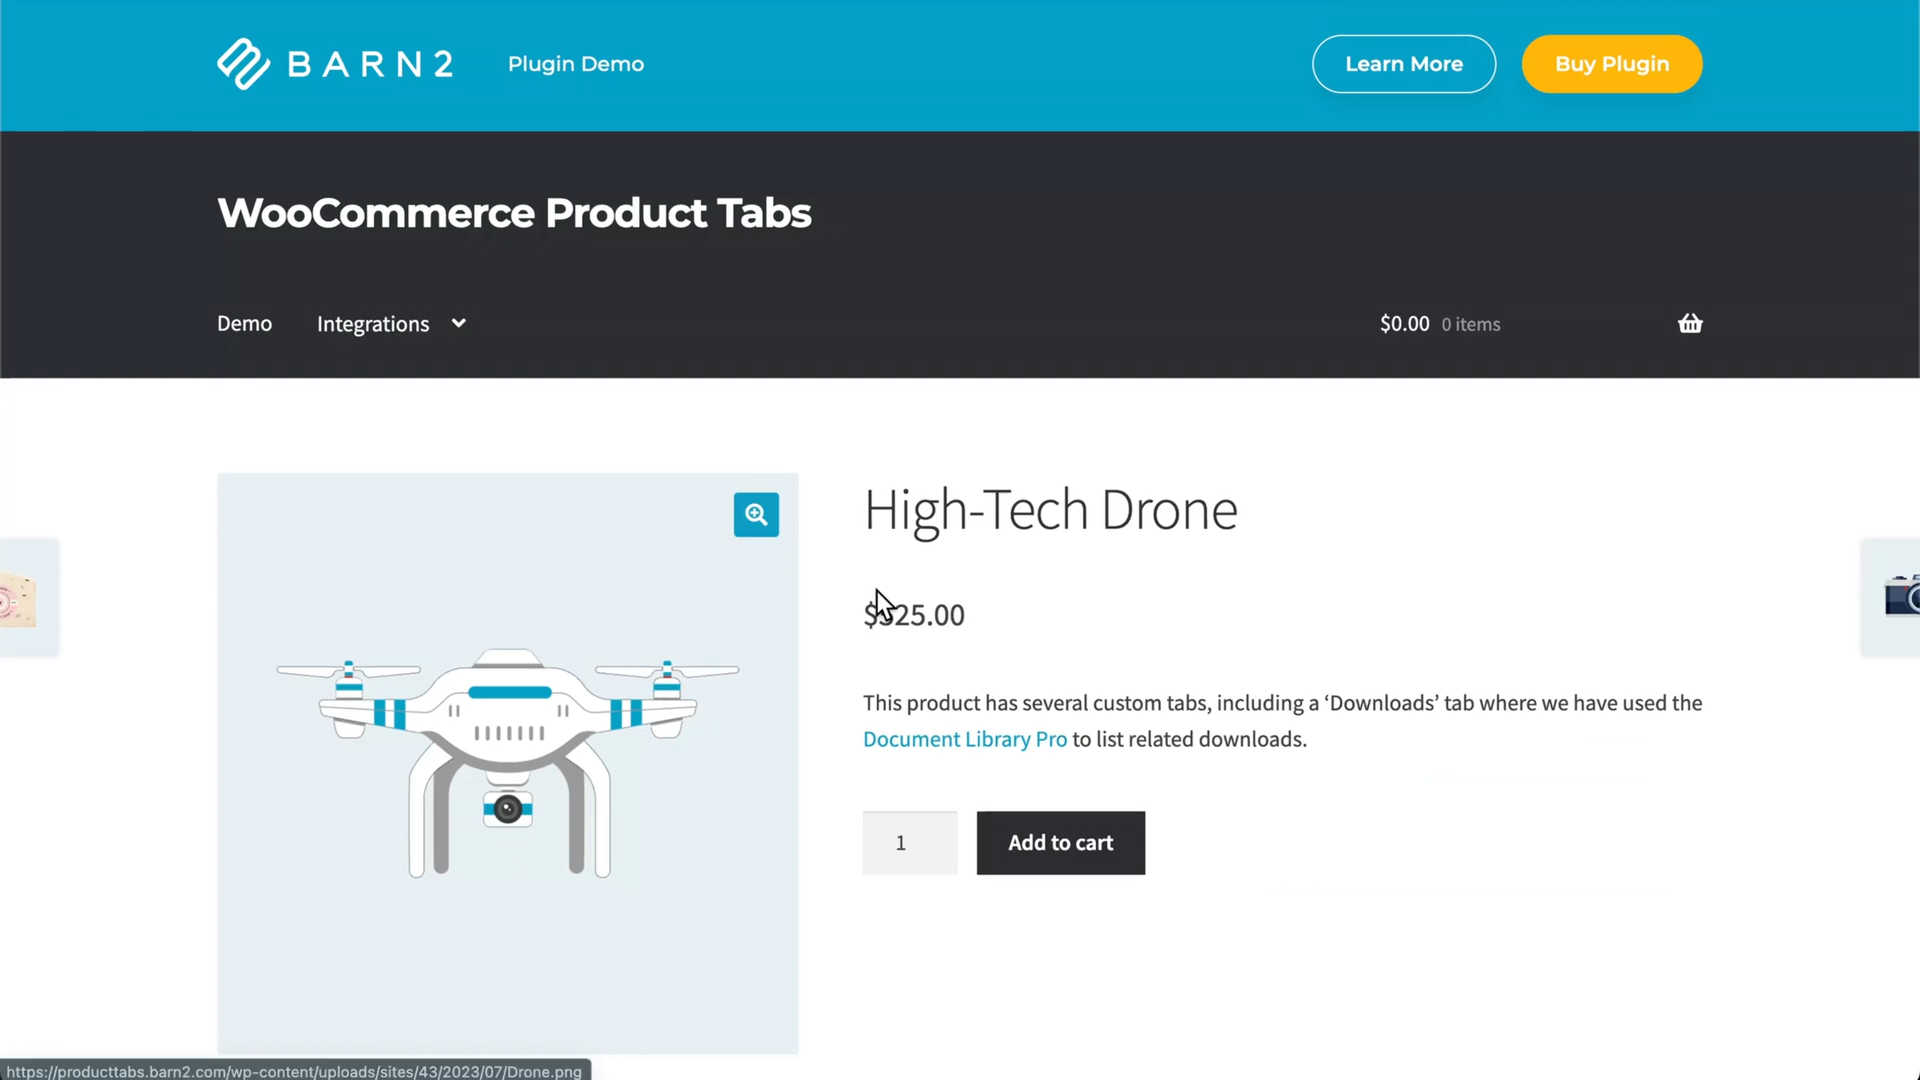 BARN2
Plugin Demo
Learn More
Buy Plugin
WooCommerce Product Tabs
Demo
Integrations
$0.00 0 items
High-Tech Drone
This product has several custom tabs, including a ‘Downloads’ tab where we have used the
Document Library Pro to list related downloads.
1
Add to cart
https://producttabs.barn2.com/wp-content/uploads/sites/43/2023/07/Drone.png